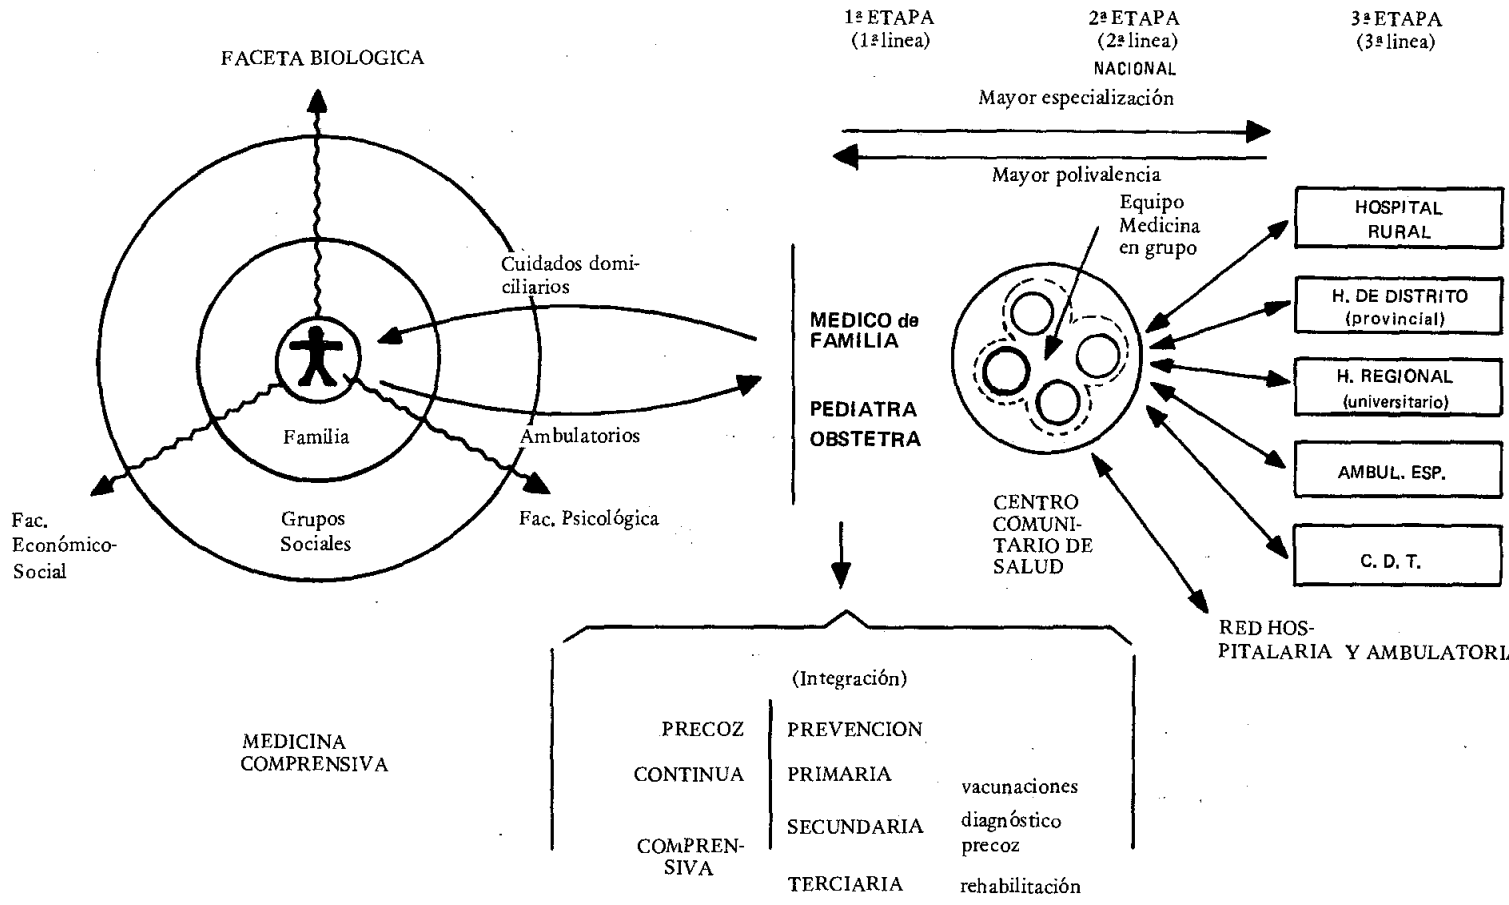 1ª ETAPA
(1ª linea)
2ª ETAPA
(2ª linea)
NACIONAL
3ª ETAPA
(3ª linea)
Mayor especialización
Mayor polivalencia
FACETA BIOLOGICA
Cuidados domi-
ciliarios
Ambulatorios
Família
Grupos
Sociales
Fac.
Económico-
Social
Fac. Psicológica
MEDICO de
FAMILIA
PEDIATRA
OBSTETRA
Equipo
Medicina
en grupo
CENTRO
COMUNI-
TARIO DE
SALUD
HOSPITAL
RURAL
H. DE DISTRITO
(provincial)
H. REGIONAL
(universitario)
AMBUL. ESP.
C. D. T.
RED HOS-
PITALARIA Y AMBULATORI
MEDICINA
COMPRENSIVA
(Integración)
PRECOZ PREVENCION
CONTINUA PRIMARIA vacunaciones
COMPREN-
SIVA
SECUNDARIA diagnóstico
precoz
TERCIARIA rehabilitación